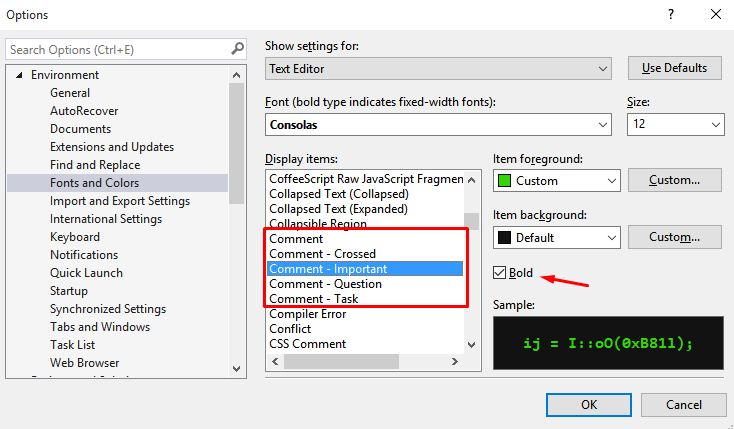 Options
Search Options (Ctrl+E)
Environment
General
AutoRecover
Documents
Extensions and Updates
Find and Replace
Fonts and Colors
Import and Export Settings
International Settings
Keyboard
Notifications
Quick Launch
Startup
Synchronized Settings
Tabs and Windows
Task List
Web Browser
Show settings for:
Text Editor
Use Defaults
Font (bold type indicates fixed-width fonts):
Size:
Consolas
12
Display items:
CoffeeScript Raw JavaScript Fragmen
Collapsed Text (Collapsed)
Collapsed Text (Expanded)
Collapsible Region
Comment
Comment - Crossed
Comment - Important
Comment - Question
Comment - Task
Compiler Error
Conflict
CSS Comment
Item foreground:
Custom
Custom...
Item background:
Default
Custom...
Bold
Sample:
ij = I::oO(0xB81l);
OK
Cancel